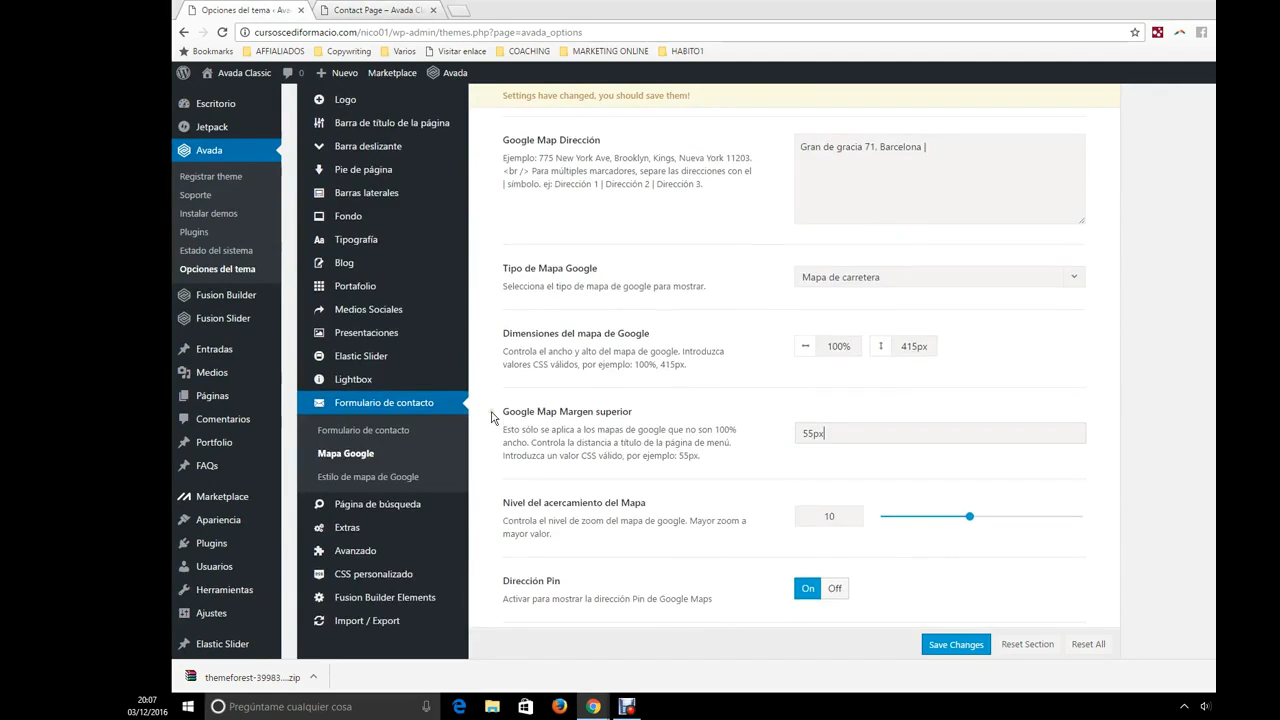 Opciones del tema ‹ Ava
Contact Page – Avada Cl
cursoscediformacio.com/nico01/wp-admin/themes.php?page=avada_options
Bookmarks
AFFIALIADOS
Copywriting
Varios
Visitar enlace
COACHING
MARKETING ONLINE
HABITO1
Avada Classic
0
Nuevo
Marketplace
Avada
Escritorio
Jetpack
Avada
Registrar theme
Soporte
Instalar demos
Plugins
Estado del sistema
Opciones del tema
Fusion Builder
Fusion Slider
Entradas
Medios
Páginas
Comentarios
Portfolio
FAQs
Marketplace
Apariencia
Plugins
Usuarios
Herramientas
Ajustes
Elastic Slider
Logo
Barra de título de la página
Barra deslizante
Pie de página
Barras laterales
Fondo
Aa Tipografía
Blog
Portafolio
Medios Sociales
Presentaciones
Elastic Slider
Lightbox
Formulario de contacto
Formulario de contacto
Mapa Google
Estilo de mapa de Google
Página de búsqueda
Extras
Avanzado
CSS personalizado
Fusion Builder Elements
Import / Export
Settings have changed, you should save them!
Google Map Dirección
Ejemplo: 775 New York Ave, Brooklyn, Kings, Nueva York 11203.
<br /> Para múltiples marcadores, separe las direcciones con el
| símbolo. ej: Dirección 1 | Dirección 2 | Dirección 3.
Gran de gracia 71. Barcelona |
Tipo de Mapa Google
Selecciona el tipo de mapa de google para mostrar.
Mapa de carretera
Dimensiones del mapa de Google
Controla el ancho y alto del mapa de google. Introduzca
valores CSS válidos, por ejemplo: 100%, 415px.
100%
415px
Google Map Margen superior
Esto sólo se aplica a los mapas de google que no son 100%
ancho. Controla la distancia a título de la página de menú.
Introduzca un valor CSS válido, por ejemplo: 55px.
55px
Nivel del acercamiento del Mapa
Controla el nivel de zoom del mapa de google. Mayor zoom a
mayor valor.
10
Dirección Pin
Activar para mostrar la dirección Pin de Google Maps
On
Off
Save Changes
Reset Section
Reset All
themeforest-39983....zip
20:07
03/12/2016
Pregúntame cualquier cosa